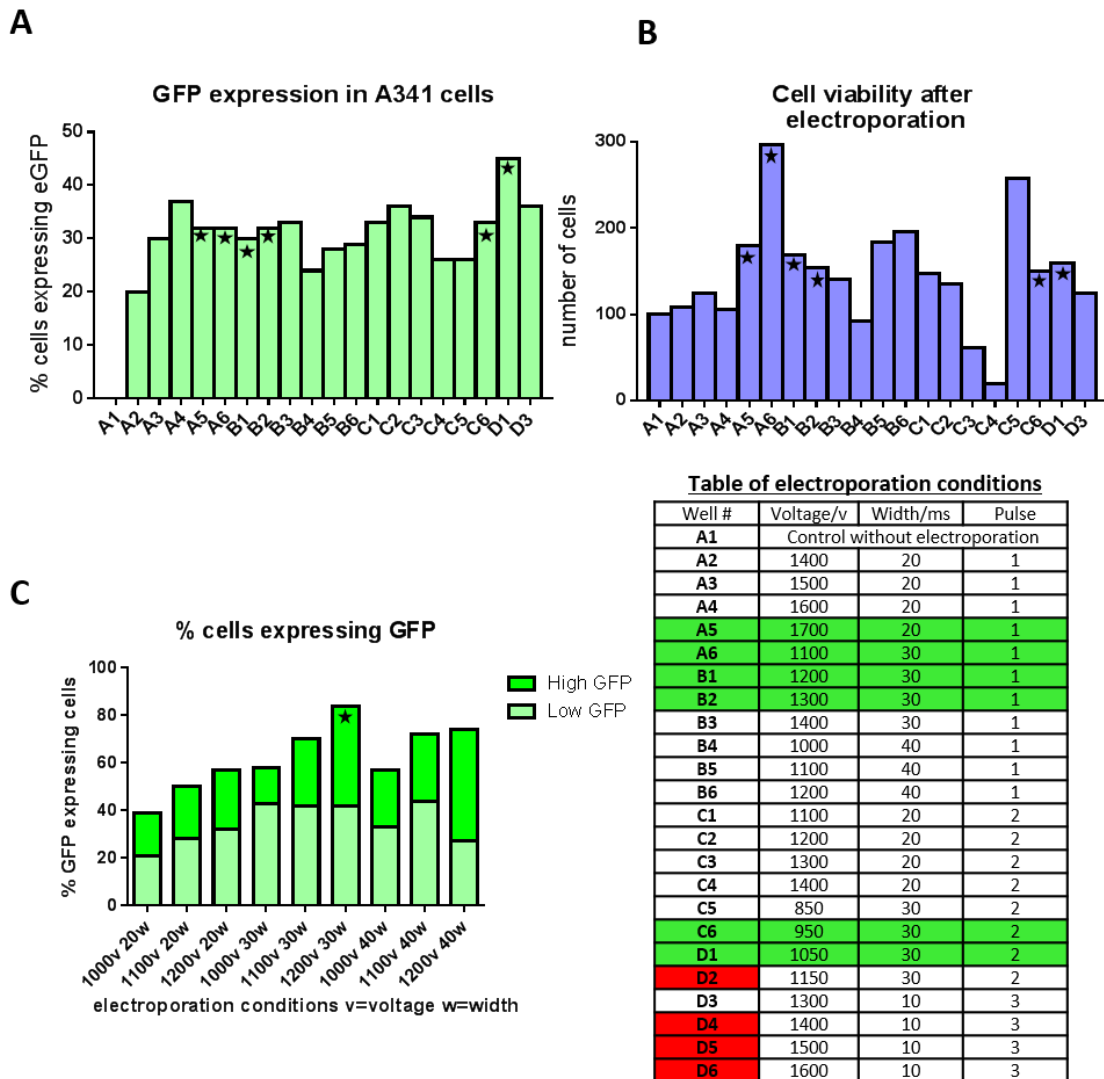 A
B
GFP expression in A341 cells
% cells expressing eGFP
50
40
30
20
10
0
A1 A2 A3 A4 A5 A6 B1 B2 B3 B4 B5 B6 C1 C2 C3 C4 C5 C6 D1 D3
Cell viability after
electroporation
number of cells
300
200
100
0
A1 A2 A3 A4 A5 A6 B1 B2 B3 B4 B5 B6 C1 C2 C3 C4 C5 C6 D1 D3
C
% cells expressing GFP
% GFP expressing cells
100
80
60
40
20
0
1000v 20w
1100v 20w
1200v 20w
1000v 30w
1100v 30w
1200v 30w
1000v 40w
1100v 40w
1200v 40w
electroporation conditions v=voltage w=width
High GFP
Low GFP
Table of electroporation conditions
Well # Voltage/v Width/ms Pulse
A1 Control without electroporation
A2 1400 20 1
A3 1500 20 1
A4 1600 20 1
A5 1700 20 1
A6 1100 30 1
B1 1200 30 1
B2 1300 30 1
B3 1400 30 1
B4 1000 40 1
B5 1100 40 1
B6 1200 40 1
C1 1100 20 2
C2 1200 20 2
C3 1300 20 2
C4 1400 20 2
C5 850 30 2
C6 950 30 2
D1 1050 30 2
D2 1150 30 2
D3 1300 10 3
D4 1400 10 3
D5 1500 10 3
D6 1600 10 3